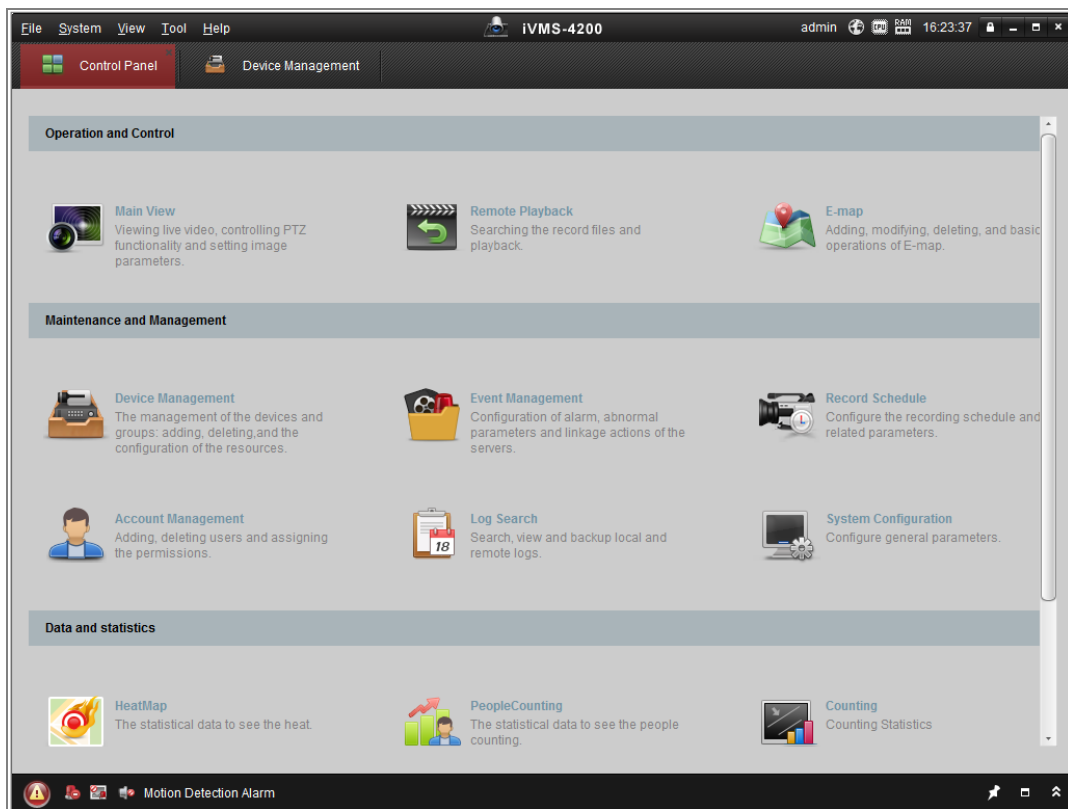 File System View Tool Help iVMS-4200 admin CPU RAM 16:23:37
Control Panel Device Management
Operation and Control
Main View
Viewing live video, controlling PTZ
functionality and setting image
parameters.
Remote Playback
Searching the record files and
playback.
E-map
Adding, modifying, deleting, and basic
operations of E-map.
Maintenance and Management
Device Management
The management of the devices and
groups: adding, deleting,and the
configuration of the resources.
Event Management
Configuration of alarm, abnormal
parameters and linkage actions of the
servers.
Record Schedule
Configure the recording schedule and
related parameters.
Account Management
Adding, deleting users and assigning
the permissions.
18
Log Search
Search, view and backup local and
remote logs.
System Configuration
Configure general parameters.
Data and statistics
HeatMap
The statistical data to see the heat.
PeopleCounting
The statistical data to see the people
counting.
Counting
Counting Statistics
Motion Detection Alarm